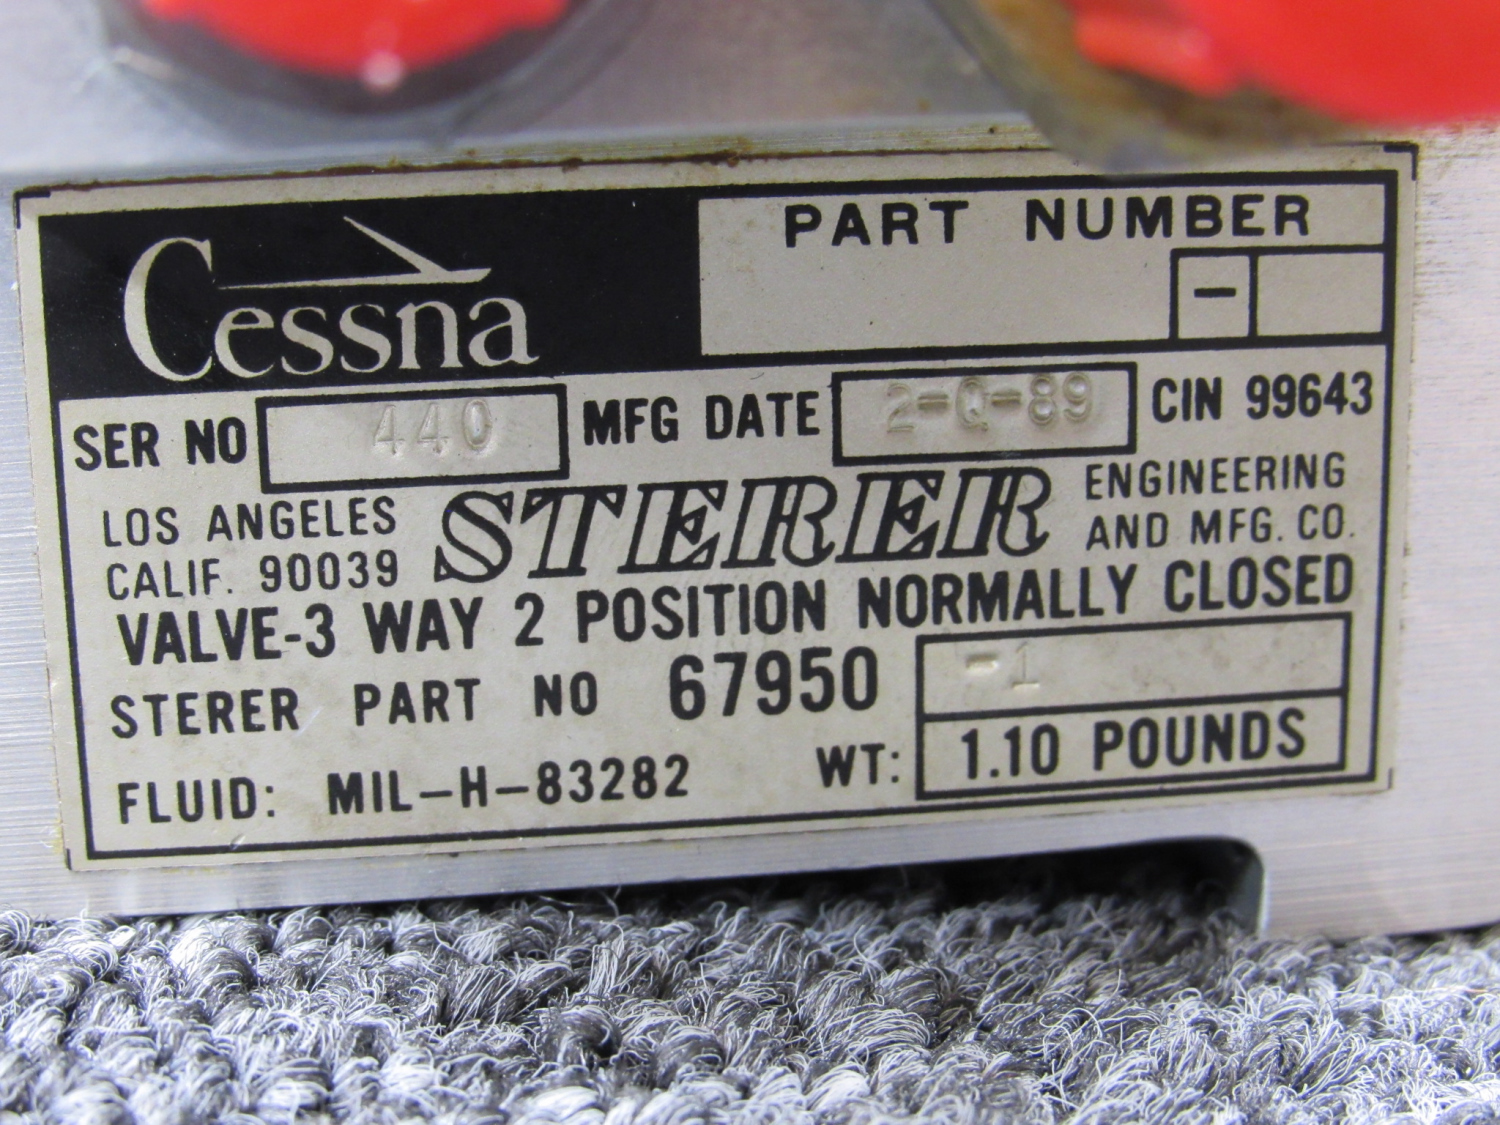 Cessna
PART NUMBER
-
SER NO 440 MFG DATE 2-Q-89 CIN 99643
LOS ANGELES
CALIF. 90039
STERER
ENGINEERING
AND MFG. CO.
VALVE-3 WAY 2 POSITION NORMALLY CLOSED
STERER PART NO 67950 -1
FLUID: MIL-H-83282 WT: 1.10 POUNDS